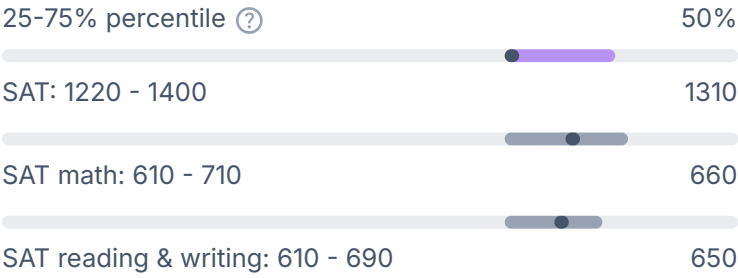 25-75% percentile ? 50%
SAT: 1220 - 1400 1310
SAT math: 610 - 710 660
SAT reading & writing: 610 - 690 650